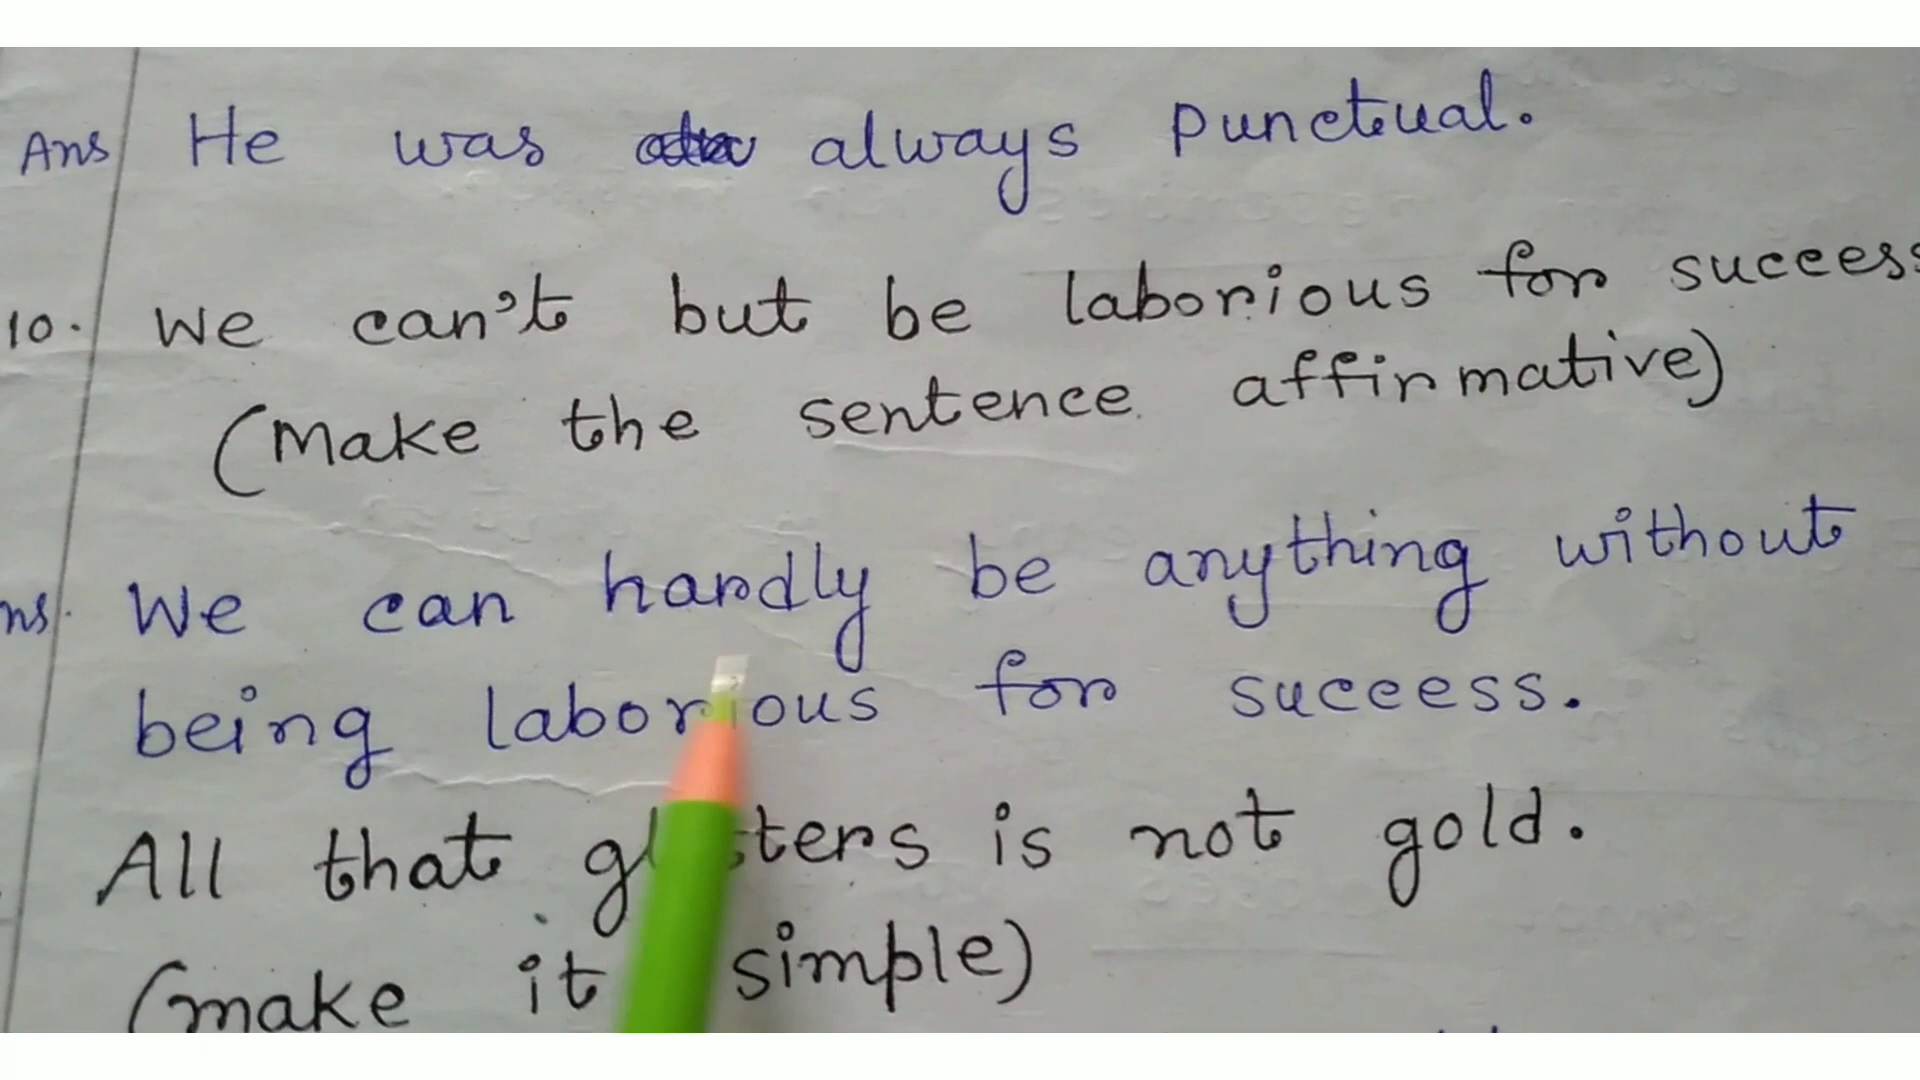 Ans He was always punctual.
10. We can't but be laborious for success
(Make the sentence affirmative)
ns. We can hardly be anything without
being laborious for success.
All that glitters is not gold.
(make it simple)